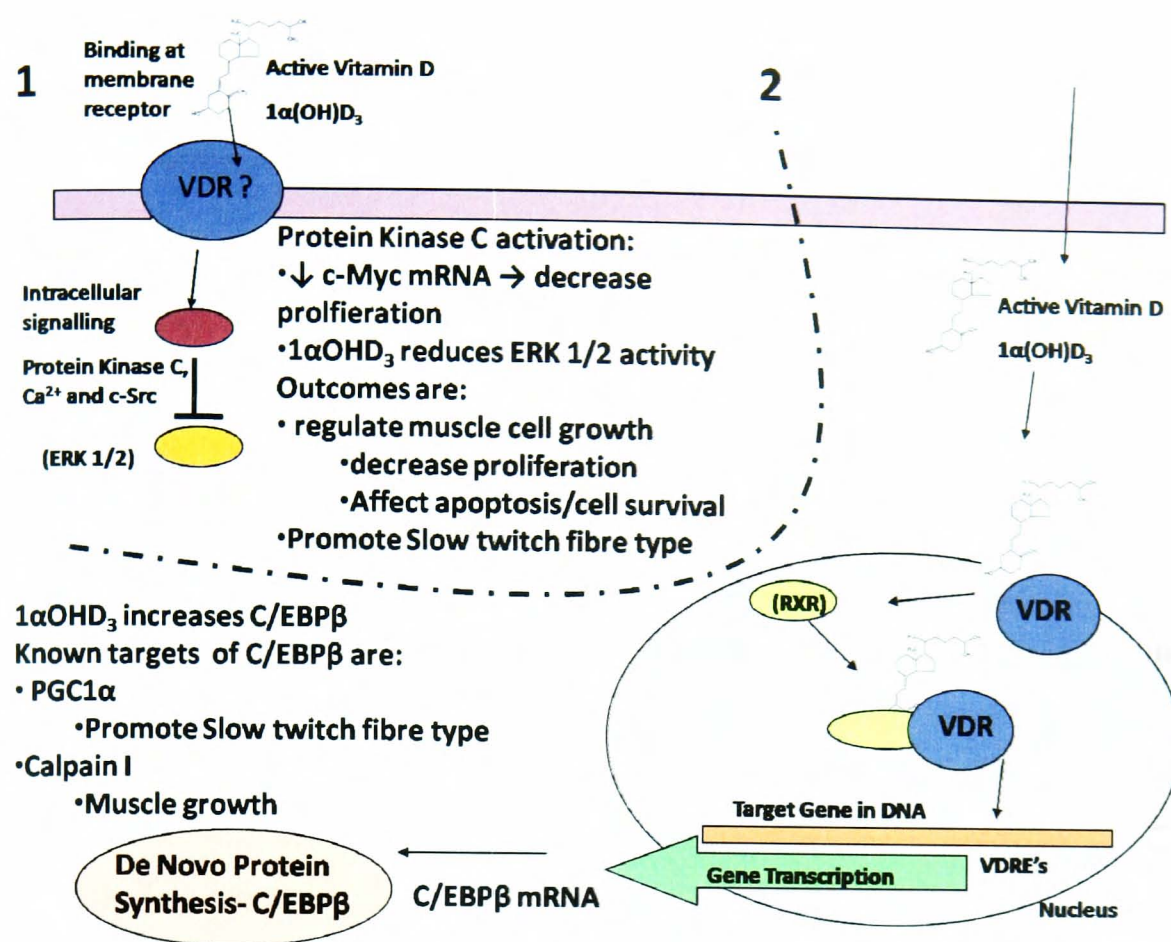 1
Binding at
membrane
receptor
Active Vitamin D
1α(OH)D₃
VDR ?
Intracellular
signalling
Protein Kinase C,
Ca²⁺ and c-Src
(ERK 1/2)
Protein Kinase C activation:
•↓ c-Myc mRNA → decrease
prolfieration
•1αOHD₃ reduces ERK 1/2 activity
Outcomes are:
• regulate muscle cell growth
•decrease proliferation
•Affect apoptosis/cell survival
•Promote Slow twitch fibre type
2
Active Vitamin D
1α(OH)D₃
VDR
(RXR)
VDR
Target Gene in DNA
VDRE's
Gene Transcription
Nucleus
1αOHD₃ increases C/EBPβ
Known targets of C/EBPβ are:
• PGC1α
•Promote Slow twitch fibre type
•Calpain I
•Muscle growth
De Novo Protein
Synthesis- C/EBPβ
C/EBPβ mRNA